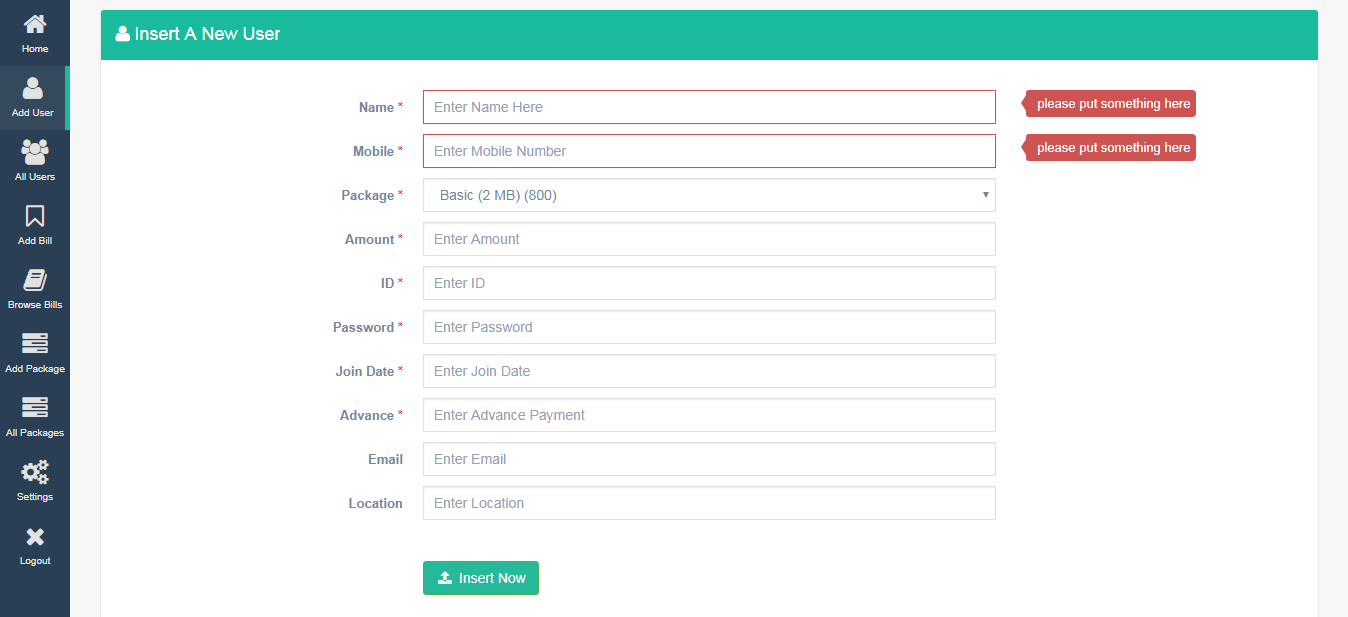 Home
Add User
All Users
Add Bill
Browse Bills
Add Package
All Packages
Settings
Logout
Insert A New User
Name * Enter Name Here please put something here
Mobile * Enter Mobile Number please put something here
Package * Basic (2 MB) (800)
Amount * Enter Amount
ID * Enter ID
Password * Enter Password
Join Date * Enter Join Date
Advance * Enter Advance Payment
Email Enter Email
Location Enter Location
Insert Now